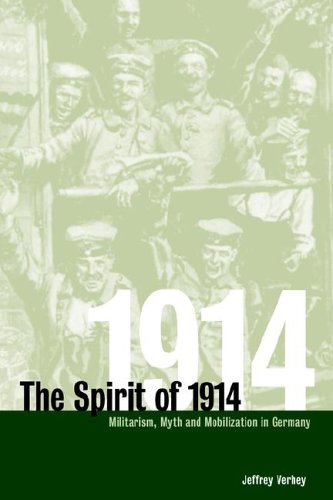 1914
The Spirit of 1914
Militarism, Myth and Mobilization in Germany
Jeffrey Verhey